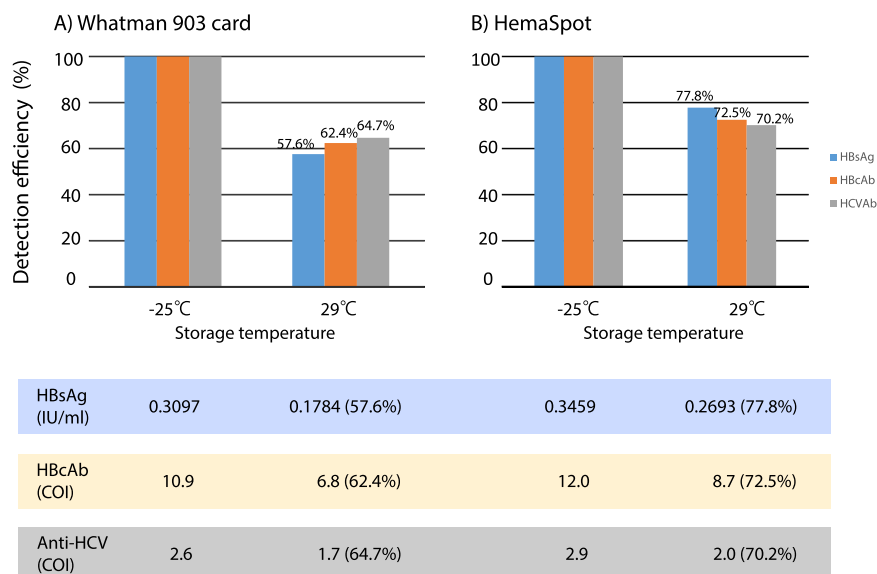 A) Whatman 903 card
B) HemaSpot
Detection efficiency (%)
100
80
60
40
20
0
57.6%
62.4%
64.7%
-25℃
29℃
Storage temperature
100
80
60
40
20
0
77.8%
72.5%
70.2%
-25℃
29℃
Storage temperature
HBsAg
HBcAb
HCVAb
HBsAg
(IU/ml)
0.3097 0.1784 (57.6%) 0.3459 0.2693 (77.8%)
HBcAb
(COI)
10.9 6.8 (62.4%) 12.0 8.7 (72.5%)
Anti-HCV
(COI)
2.6 1.7 (64.7%) 2.9 2.0 (70.2%)